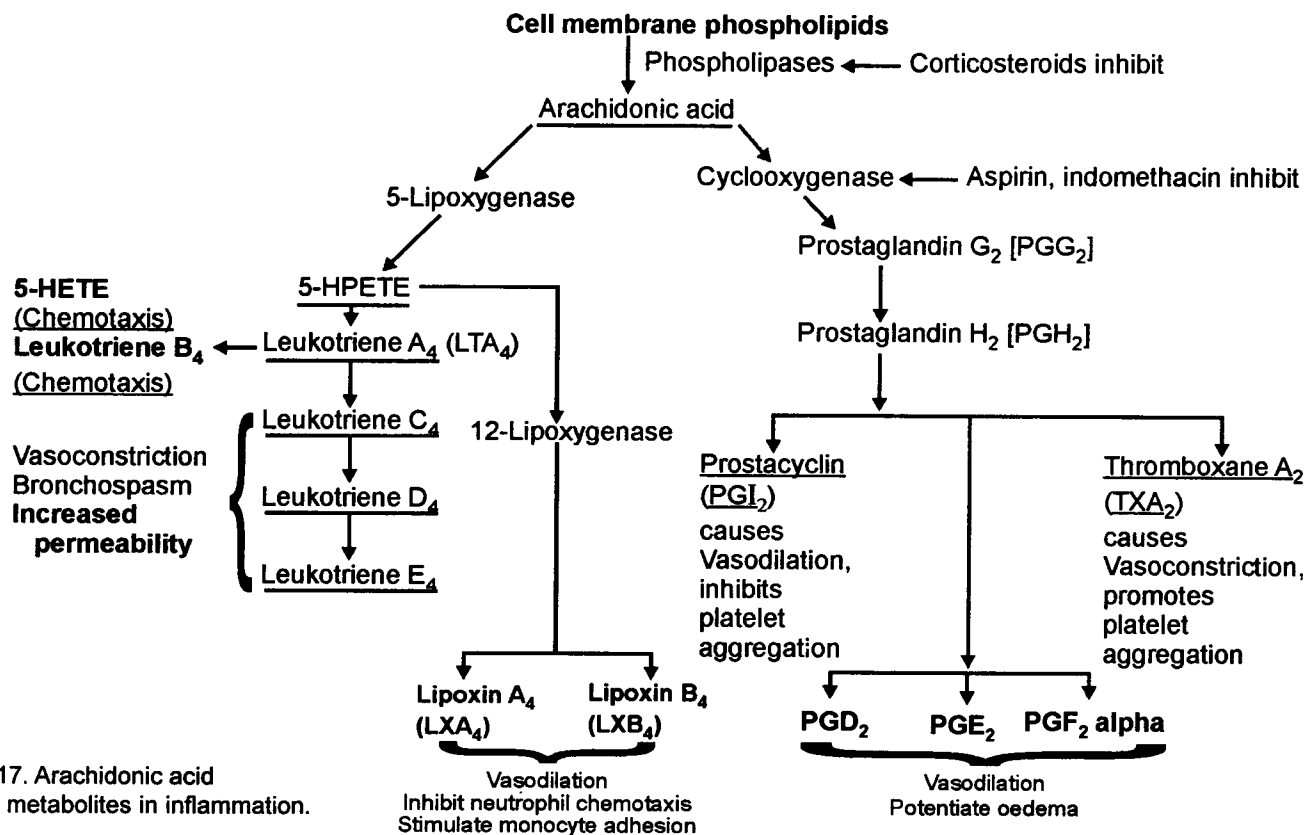 Cell membrane phospholipids
Phospholipases
Corticosteroids inhibit
Arachidonic acid
5-Lipoxygenase
Cyclooxygenase
Aspirin, indomethacin inhibit
Prostaglandin G₂ [PGG₂]
5-HETE
(Chemotaxis)
5-HPETE
Prostaglandin H₂ [PGH₂]
Leukotriene B₄
(Chemotaxis)
Leukotriene A₄ (LTA₄)
Leukotriene C₄
12-Lipoxygenase
Vasoconstriction
Bronchospasm
Increased
permeability
Leukotriene D₄
Leukotriene E₄
Prostacyclin
(PGI₂)
causes
Vasodilation,
inhibits
platelet
aggregation
Thromboxane A₂
(TXA₂)
causes
Vasoconstriction,
promotes
platelet
aggregation
Lipoxin A₄
(LXA₄)
Lipoxin B₄
(LXB₄)
PGD₂
PGE₂
PGF₂ alpha
Vasodilation
Inhibit neutrophil chemotaxis
Stimulate monocyte adhesion
Vasodilation
Potentiate oedema
17. Arachidonic acid
metabolites in inflammation.